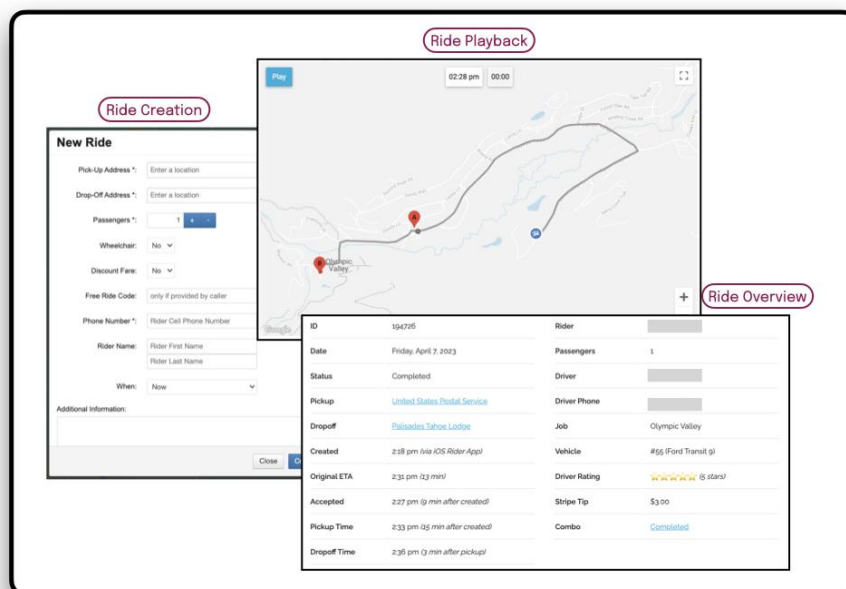 Ride Playback
Play
02:28 pm
00:00
A
B
Olympic
Valley
Google
+
Ride Creation
New Ride
Pick-Up Address *:
Enter a location
Drop-Off Address *:
Enter a location
Passengers *:
1
+ -
Wheelchair:
No
Discount Fare:
No
Free Ride Code:
only if provided by caller
Phone Number *:
Rider Cell Phone Number
Rider Name:
Rider First Name
Rider Last Name
When:
Now
Additional Information:
Close
Ride Overview
ID 194726 Rider
Date Friday, April 7, 2023 Passengers 1
Status Completed Driver
Pickup United States Postal Service Driver Phone
Dropoff Palisades Tahoe Lodge Job Olympic Valley
Created 2:18 pm (via iOS Rider App) Vehicle #55 (Ford Transit 9)
Original ETA 2:31 pm (13 min) Driver Rating (5 stars)
Accepted 2:27 pm (9 min after created) Stripe Tip $3.00
Pickup Time 2:33 pm (15 min after created) Combo Completed
Dropoff Time 2:36 pm (3 min after pickup)